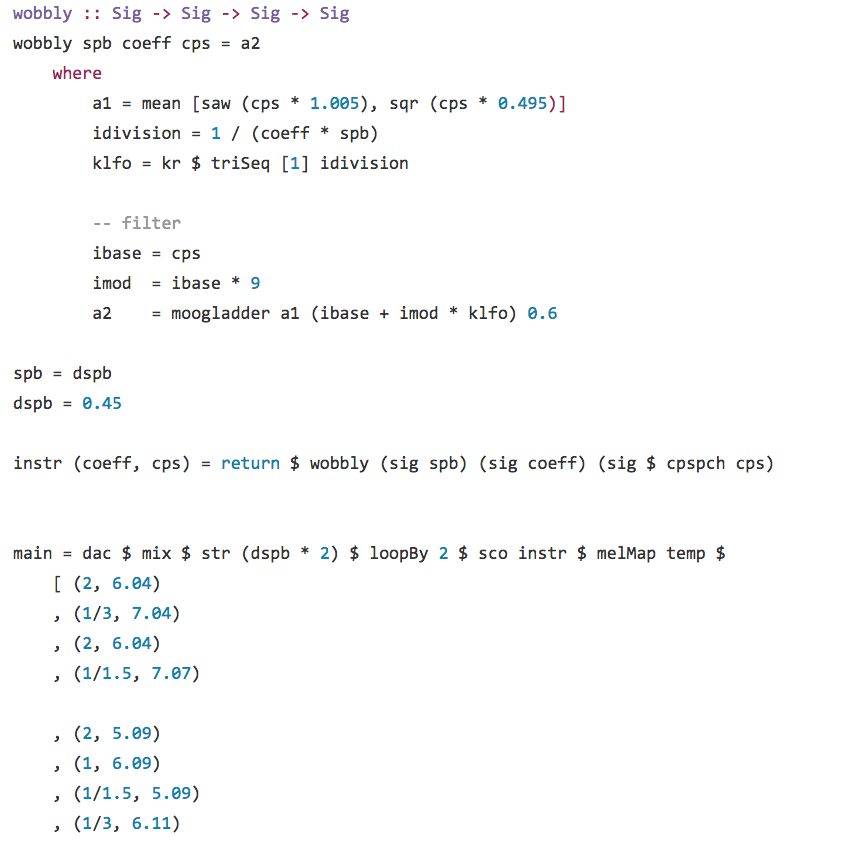 wobbly :: Sig -> Sig -> Sig -> Sig
wobbly spb coeff cps = a2
    where
        a1 = mean [saw (cps * 1.005), sqr (cps * 0.495)]
        idivision = 1 / (coeff * spb)
        klfo = kr $ triSeq [1] idivision

        -- filter
        ibase = cps
        imod  = ibase * 9
        a2    = moogladder a1 (ibase + imod * klfo) 0.6

spb = dspb
dspb = 0.45

instr (coeff, cps) = return $ wobbly (sig spb) (sig coeff) (sig $ cpspch cps)


main = dac $ mix $ str (dspb * 2) $ loopBy 2 $ sco instr $ melMap temp $
    [ (2, 6.04)
    , (1/3, 7.04)
    , (2, 6.04)
    , (1/1.5, 7.07)

    , (2, 5.09)
    , (1, 6.09)
    , (1/1.5, 5.09)
    , (1/3, 6.11)